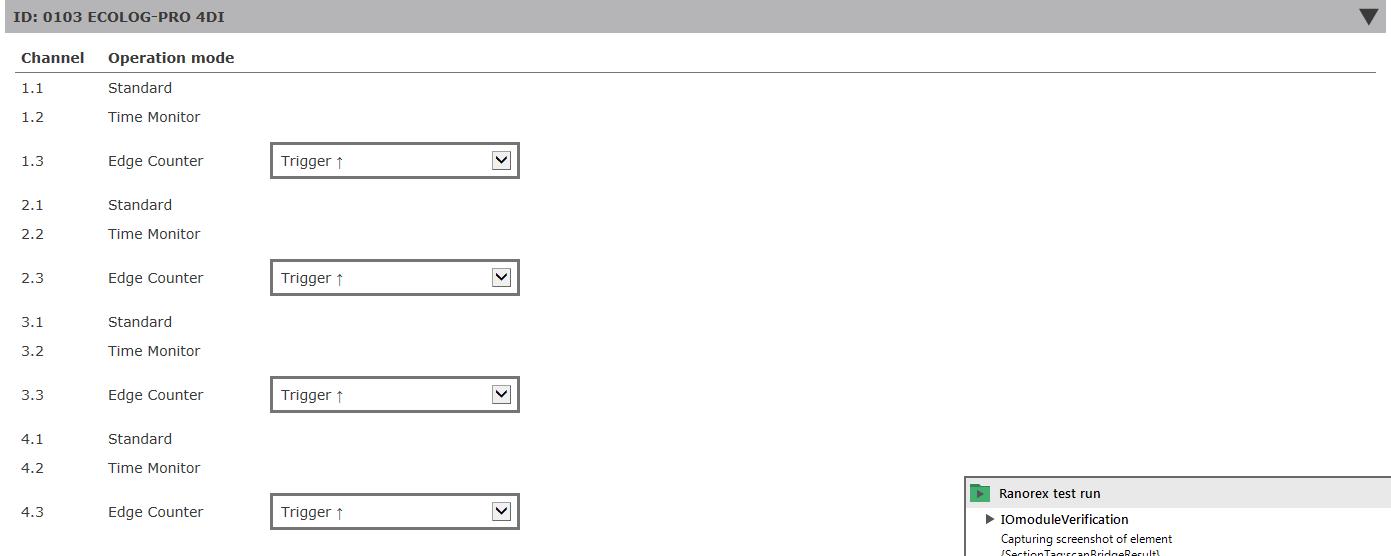 ID: 0103 ECOLOG-PRO 4DI
Channel Operation mode
1.1 Standard
1.2 Time Monitor
1.3 Edge Counter Trigger ↑
2.1 Standard
2.2 Time Monitor
2.3 Edge Counter Trigger ↑
3.1 Standard
3.2 Time Monitor
3.3 Edge Counter Trigger ↑
4.1 Standard
4.2 Time Monitor
4.3 Edge Counter Trigger ↑
Ranorex test run
IOmoduleVerification
Capturing screenshot of element
{SectionTag:scanBridgeResult}